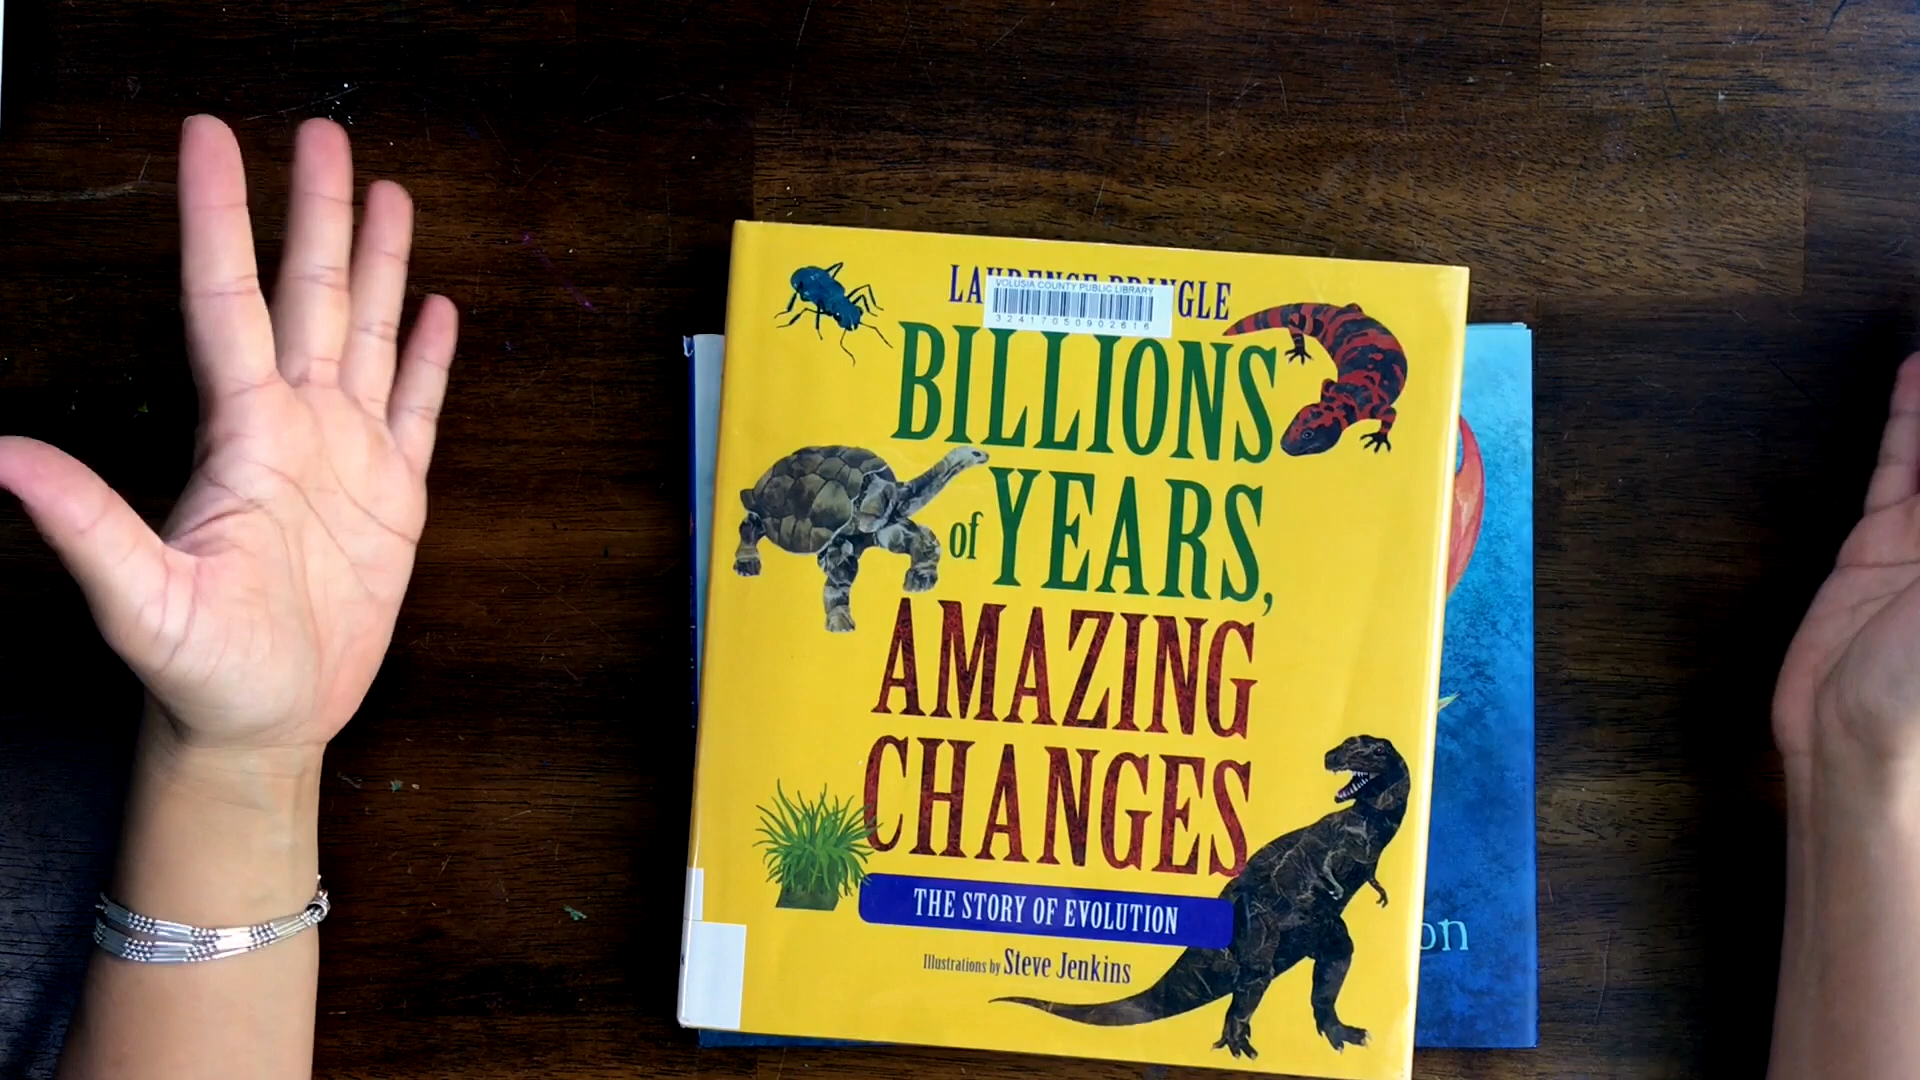 VOLUSIA COUNTY PUBLIC LIBRARY
32417050902616
BILLIONS
of YEARS,
AMAZING
CHANGES
THE STORY OF EVOLUTION
Illustrations by Steve Jenkins
on